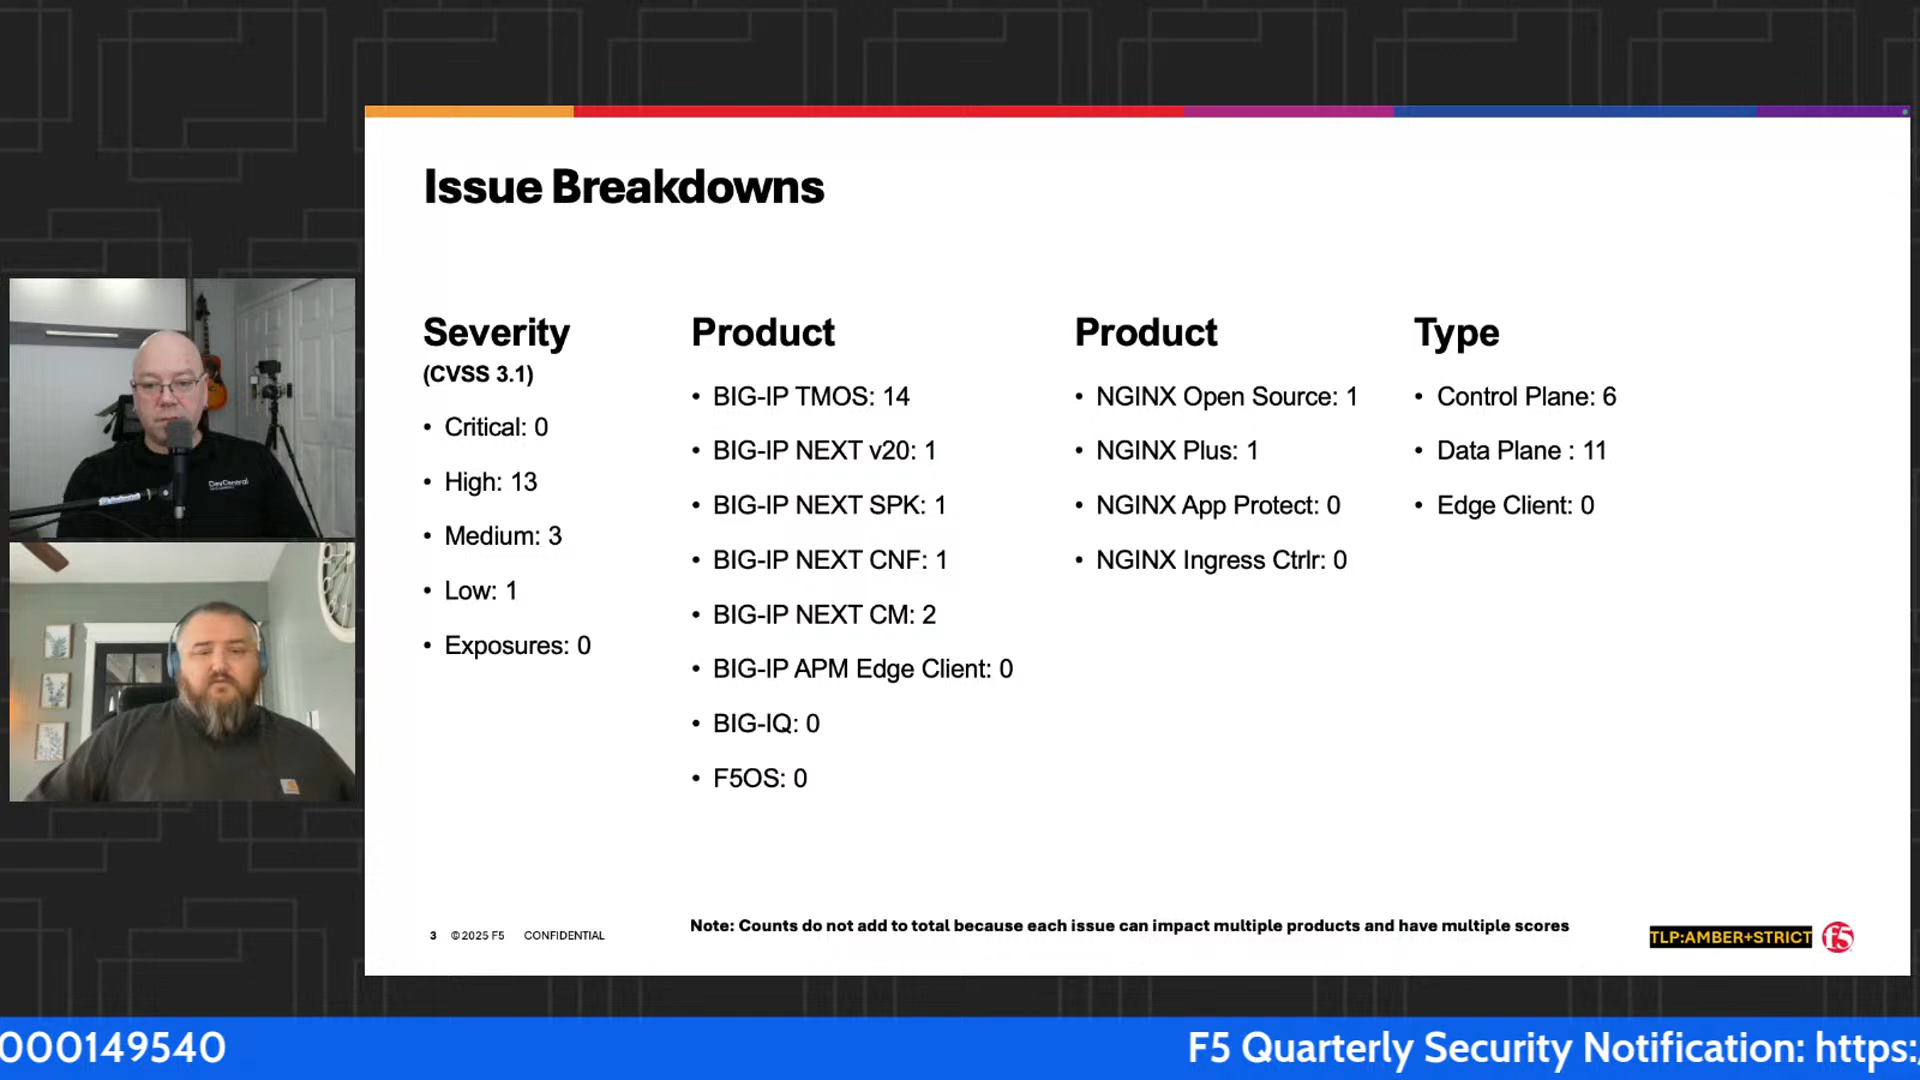 Issue Breakdowns
Severity
(CVSS 3.1)
• Critical: 0
• High: 13
• Medium: 3
• Low: 1
• Exposures: 0
Product
• BIG-IP TMOS: 14
• BIG-IP NEXT v20: 1
• BIG-IP NEXT SPK: 1
• BIG-IP NEXT CNF: 1
• BIG-IP NEXT CM: 2
• BIG-IP APM Edge Client: 0
• BIG-IQ: 0
• F5OS: 0
Product
• NGINX Open Source: 1
• NGINX Plus: 1
• NGINX App Protect: 0
• NGINX Ingress Ctrlr: 0
Type
• Control Plane: 6
• Data Plane : 11
• Edge Client: 0
DevCentral
Note: Counts do not add to total because each issue can impact multiple products and have multiple scores
3 © 2025 F5 CONFIDENTIAL
TLP:AMBER+STRICT
f5
000149540
F5 Quarterly Security Notification: https:/